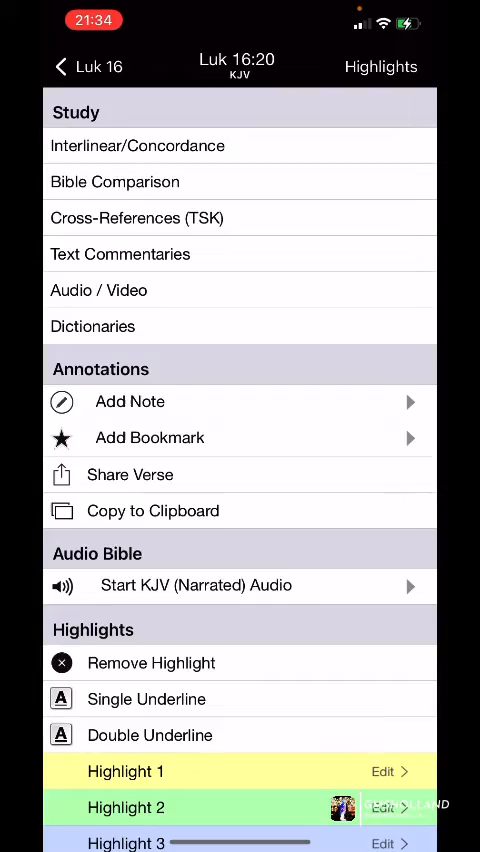 21:34
Luk 16
Luk 16:20
KJV
Highlights
Study
Interlinear/Concordance
Bible Comparison
Cross-References (TSK)
Text Commentaries
Audio / Video
Dictionaries
Annotations
Add Note
Add Bookmark
Share Verse
Copy to Clipboard
Audio Bible
Start KJV (Narrated) Audio
Highlights
Remove Highlight
A Single Underline
A Double Underline
Highlight 1 Edit
Highlight 2 Edit
Highlight 3 Edit